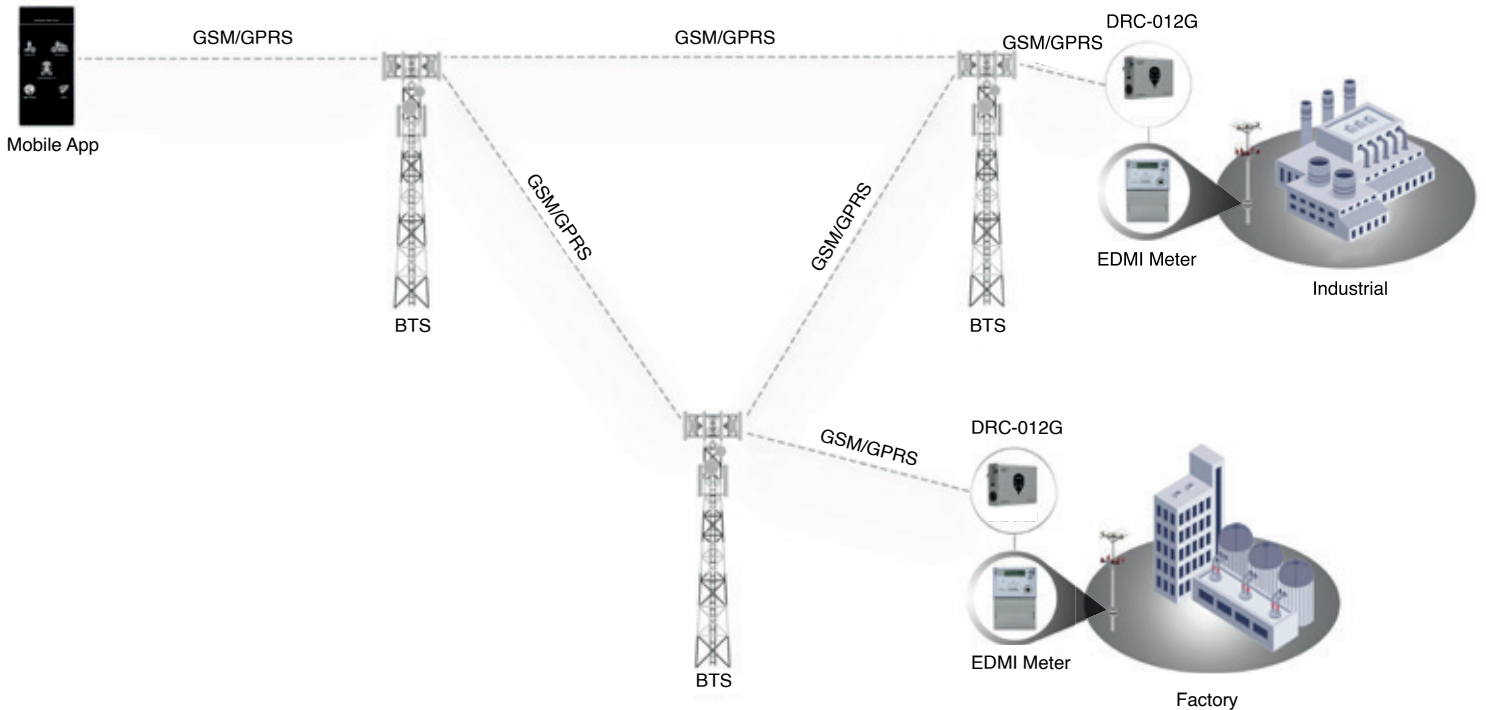 DRC-012G
GSM/GPRS
GSM/GPRS
GSM/GPRS
Mobile App
GSM/GPRS
GSM/GPRS
EDMI Meter
Industrial
BTS
BTS
DRC-012G
GSM/GPRS
EDMI Meter
BTS
Factory